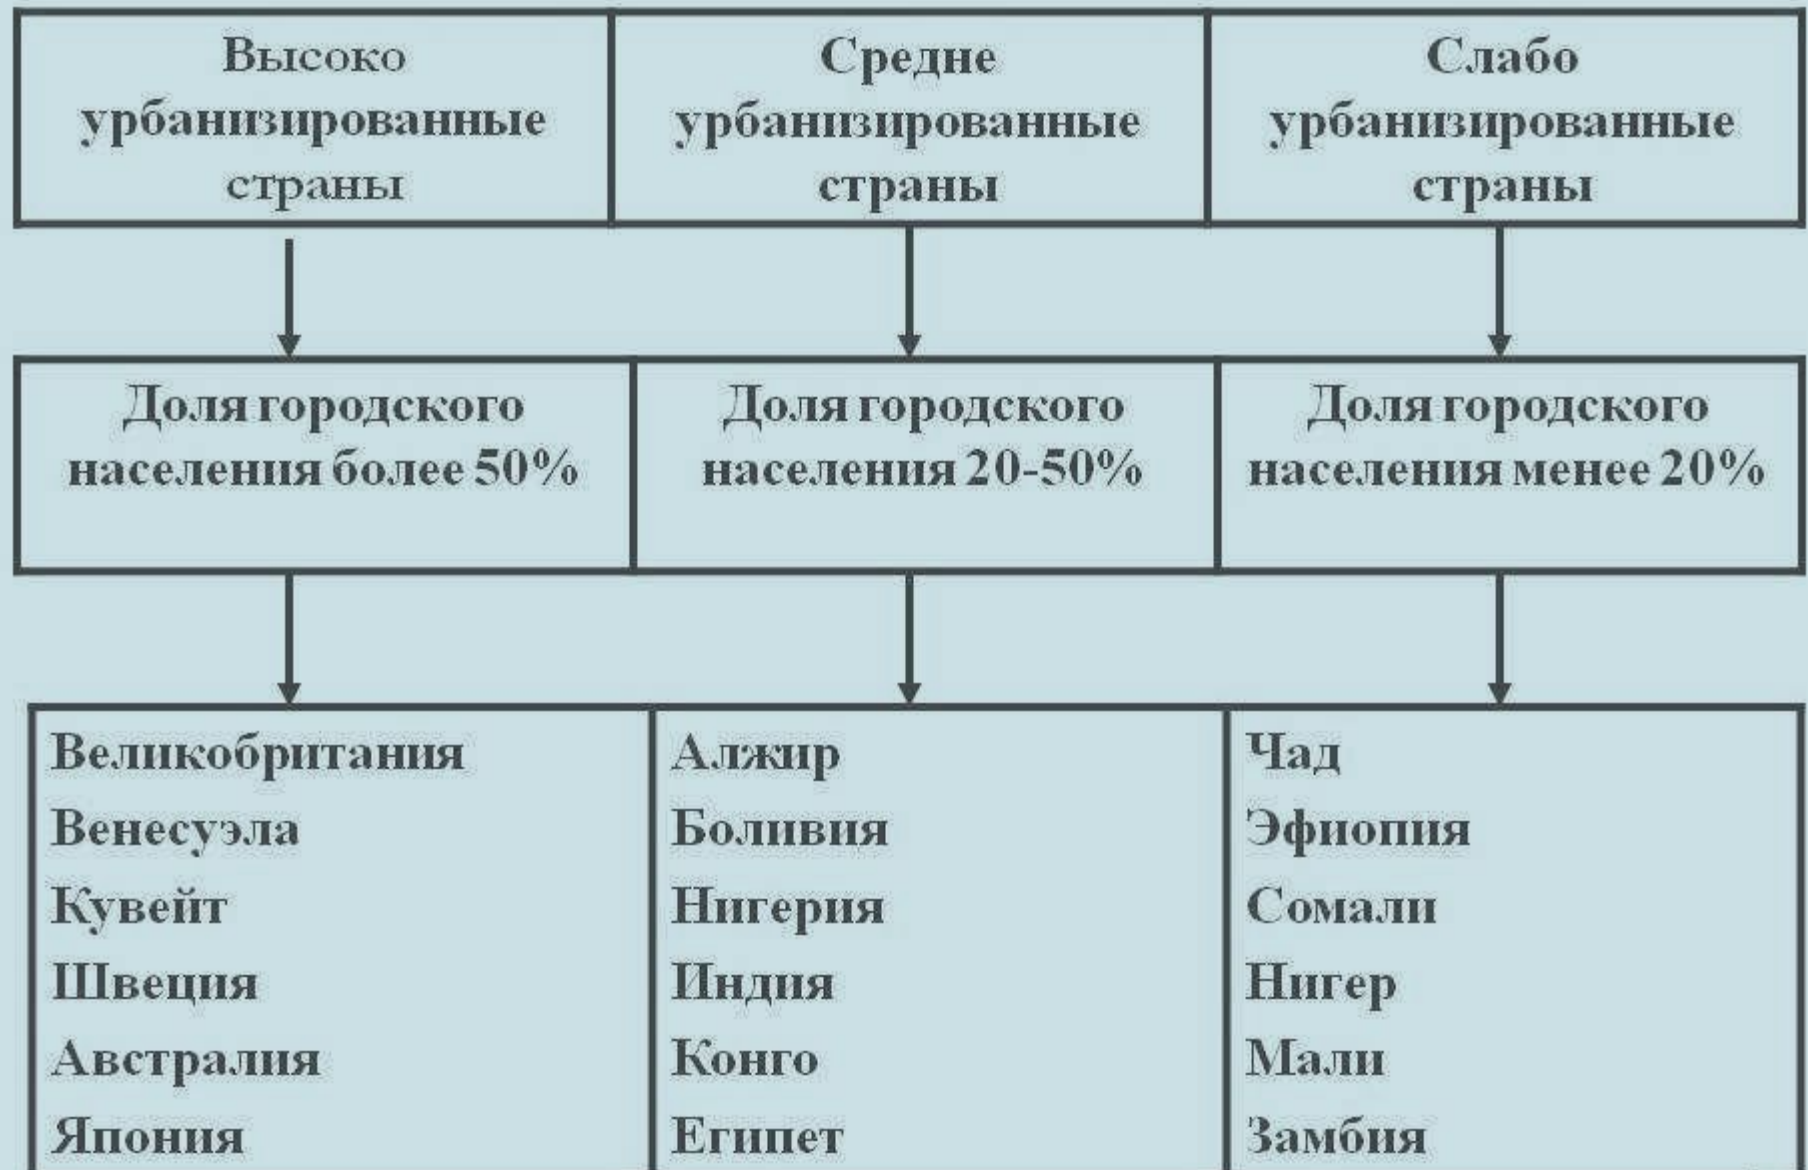 Высоко
урбанизированные
страны
Средне
урбанизированные
страны
Слабо
урбанизированные
страны
Доля городского
населения более 50%
Доля городского
населения 20-50%
Доля городского
населения менее 20%
Великобритания
Венесуэла
Кувейт
Швеция
Австралия
Япония
Алжир
Боливия
Нигерия
Индия
Конго
Египет
Чад
Эфиопия
Сомали
Нигер
Мали
Замбия